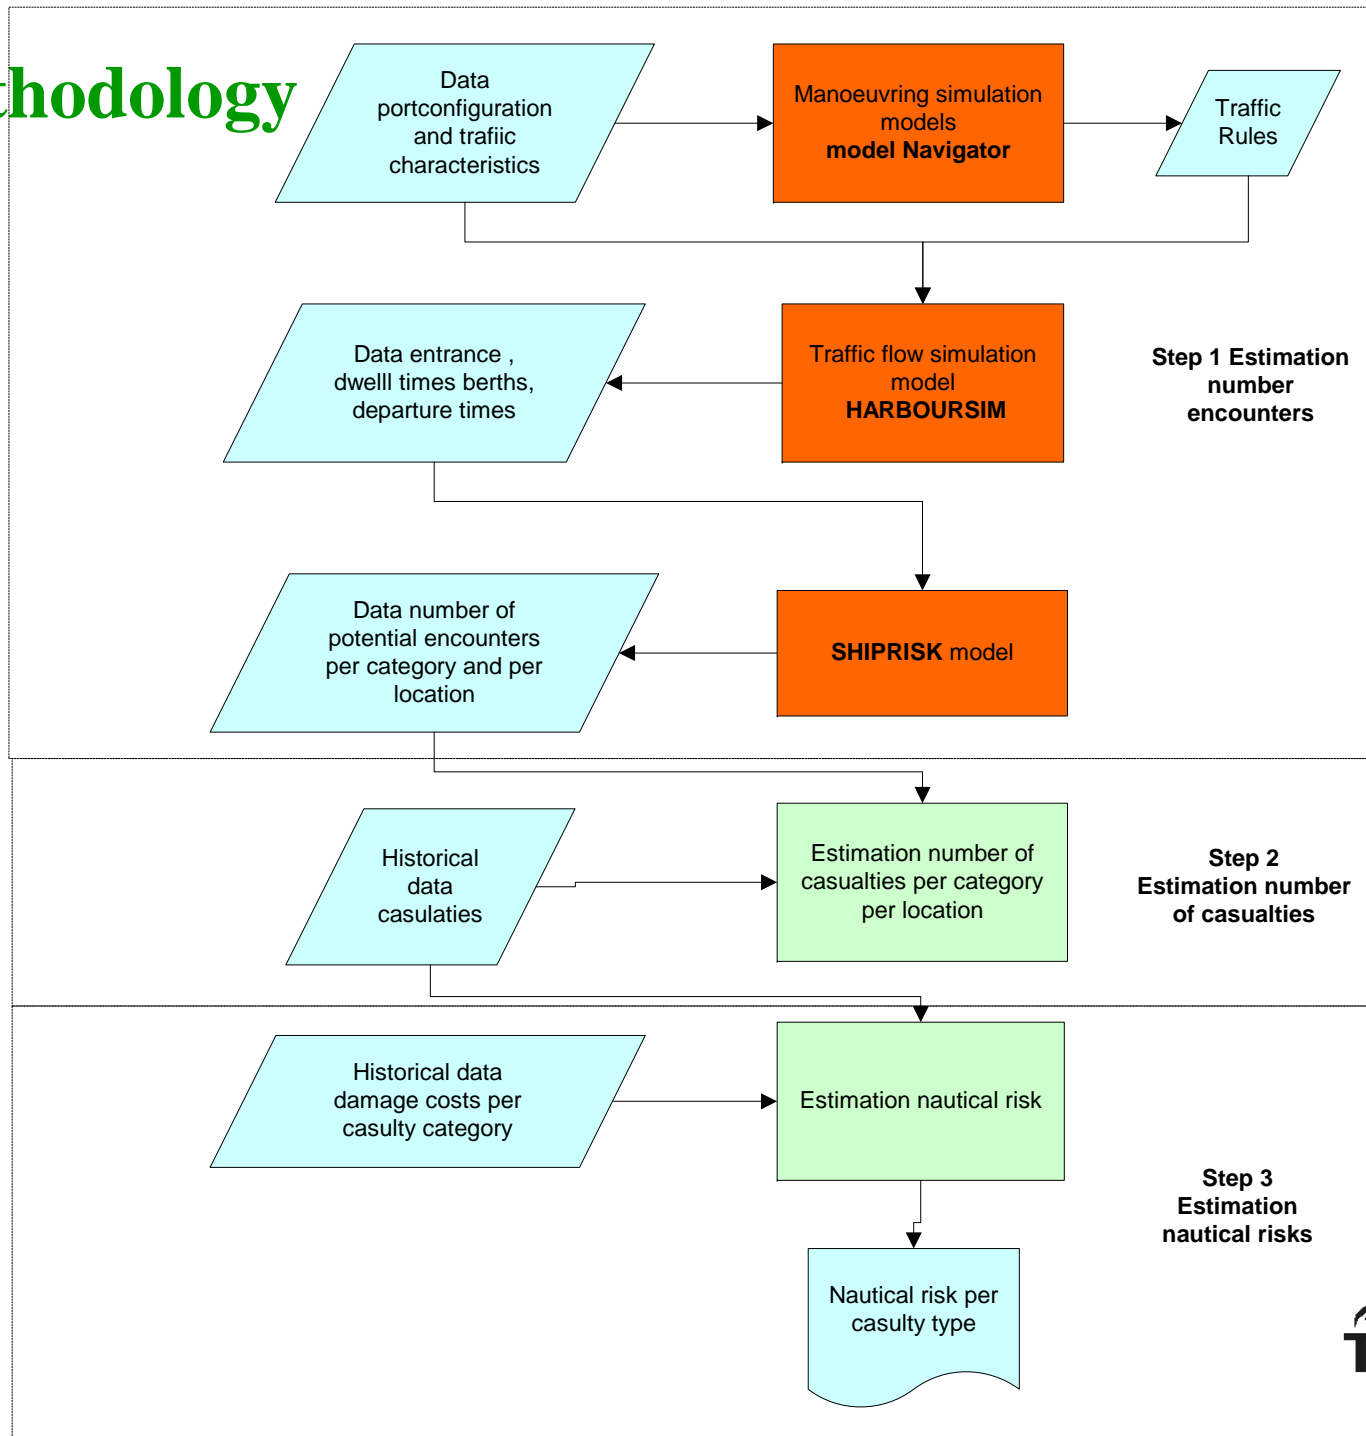 thodology
Data
portconfiguration
and trafiic
characteristics
Manoeuvring simulation
models
model Navigator
Traffic
Rules
Data entrance ,
dwelll times berths,
departure times
Traffic flow simulation
model
HARBOURSIM
Step 1 Estimation
number
encounters
Data number of
potential encounters
per category and per
location
SHIPRISK model
Historical
data
casulaties
Estimation number of
casualties per category
per location
Step 2
Estimation number
of casualties
Historical data
damage costs per
casulty category
Estimation nautical risk
Step 3
Estimation
nautical risks
Nautical risk per
casulty type
T